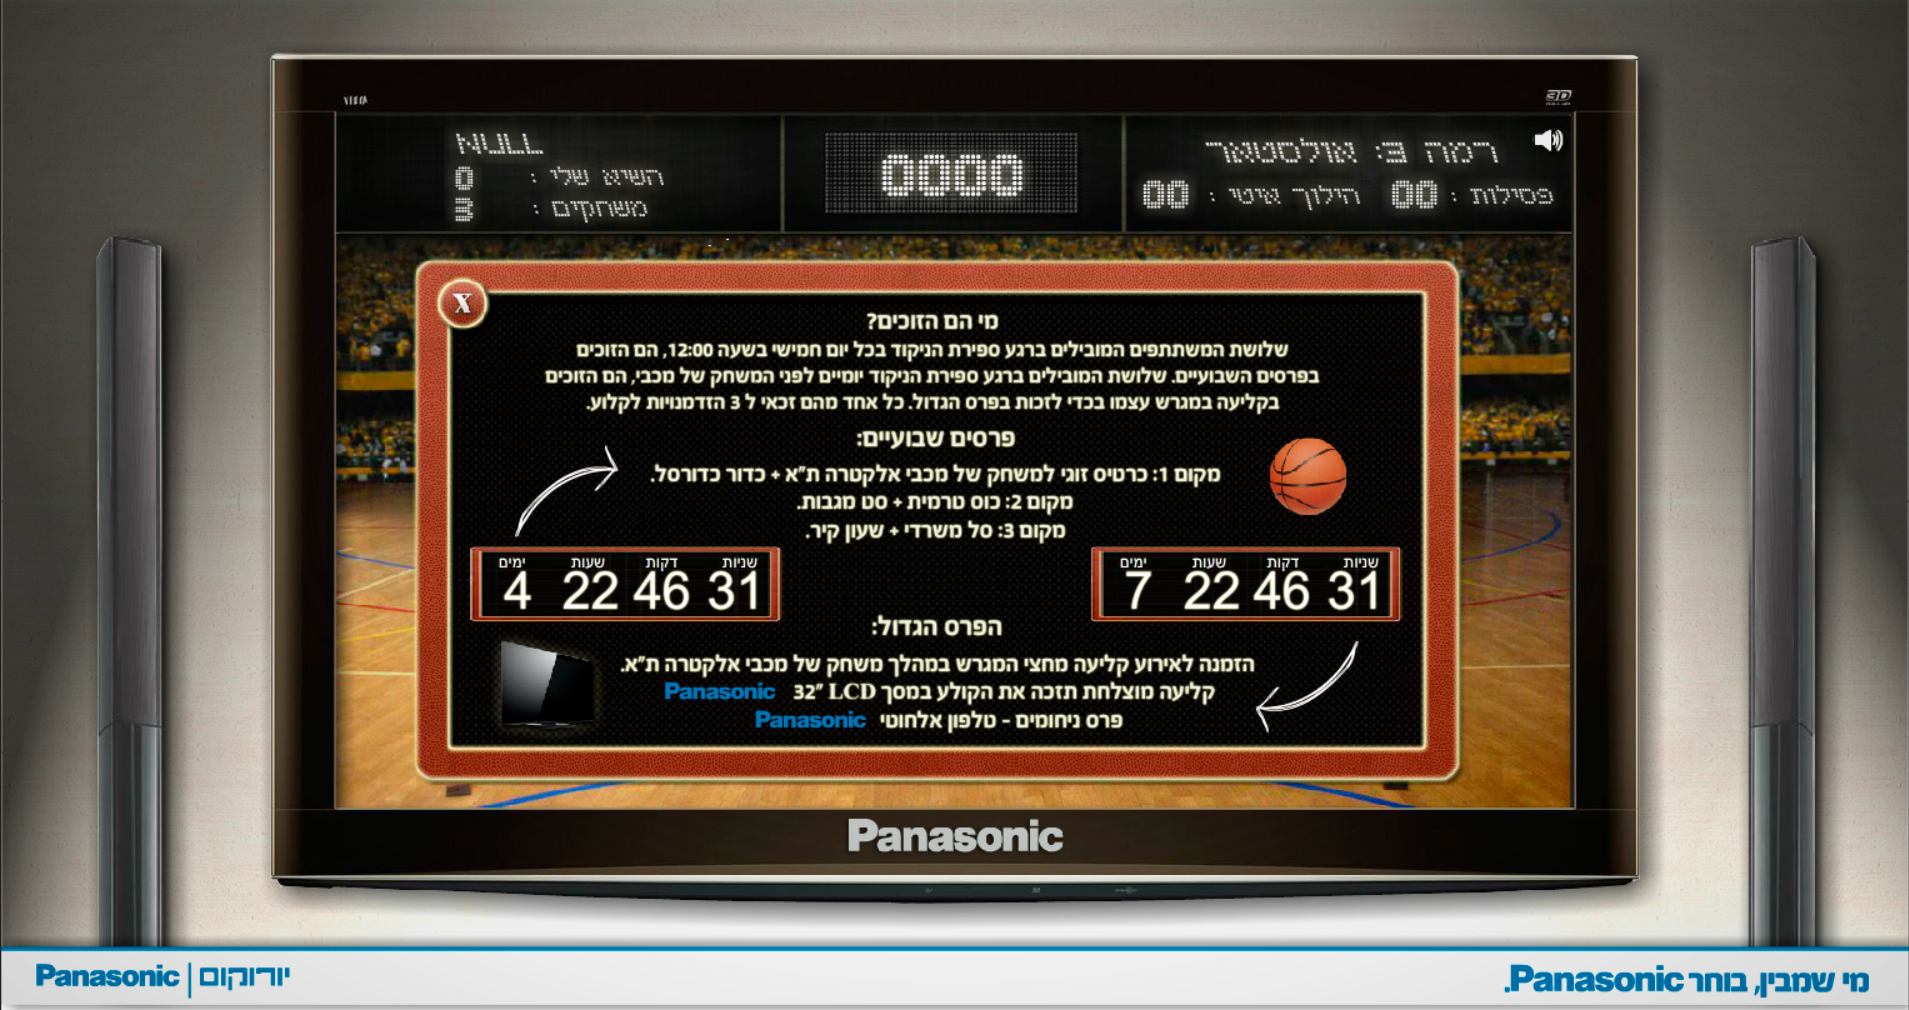 VIERA
3D
רמה 3: אולסטאר
פסילות : 00 הילוך איטי : 00
0000
NULL
השיא שלי : 0
משחקים : 3
X
מי הם הזוכים?
שלושת המשתתפים המובילים ברגע ספירת הניקוד בכל יום חמישי בשעה 12:00, הם הזוכים
בפרסים השבועיים. שלושת המובילים ברגע ספירת הניקוד יומיים לפני המשחק של מכבי, הם הזוכים
בקליעה במגרש עצמו בכדי לזכות בפרס הגדול. כל אחד מהם זכאי ל 3 הזדמנויות לקלוע.
פרסים שבועיים:
מקום 1: כרטיס זוגי למשחק של מכבי אלקטרה ת"א + כדור כדורסל.
מקום 2: כוס טרמית + סט מגבות.
מקום 3: סל משרדי + שעון קיר.
ימים שעות דקות שניות
4 22 46 31
ימים שעות דקות שניות
7 22 46 31
הפרס הגדול:
הזמנה לאירוע קליעה מחצי המגרש במהלך משחק של מכבי אלקטרה ת"א.
קליעה מוצלחת תזכה את הקולע במסך LCD "32 Panasonic
פרס ניחומים - טלפון אלחוטי Panasonic
Panasonic
מי שמבין, בוחר Panasonic.
Panasonic | יורוקום